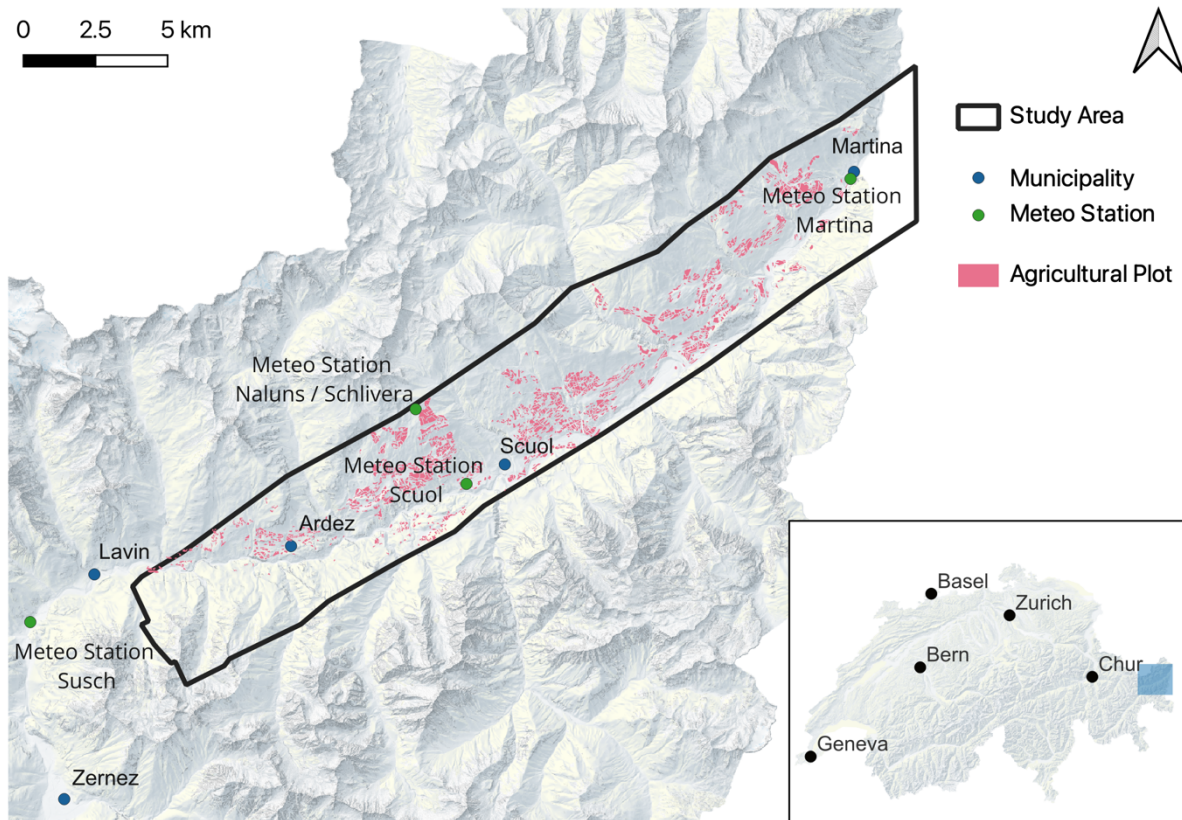 0 2.5 5 km
Study Area
Municipality
Meteo Station
Agricultural Plot
Martina
Meteo Station
Martina
Meteo Station
Naluns / Schlivera
Scuol
Meteo Station
Scuol
Ardez
Lavin
Meteo Station
Susch
Zernez
Basel
Zurich
Bern
Chur
Geneva